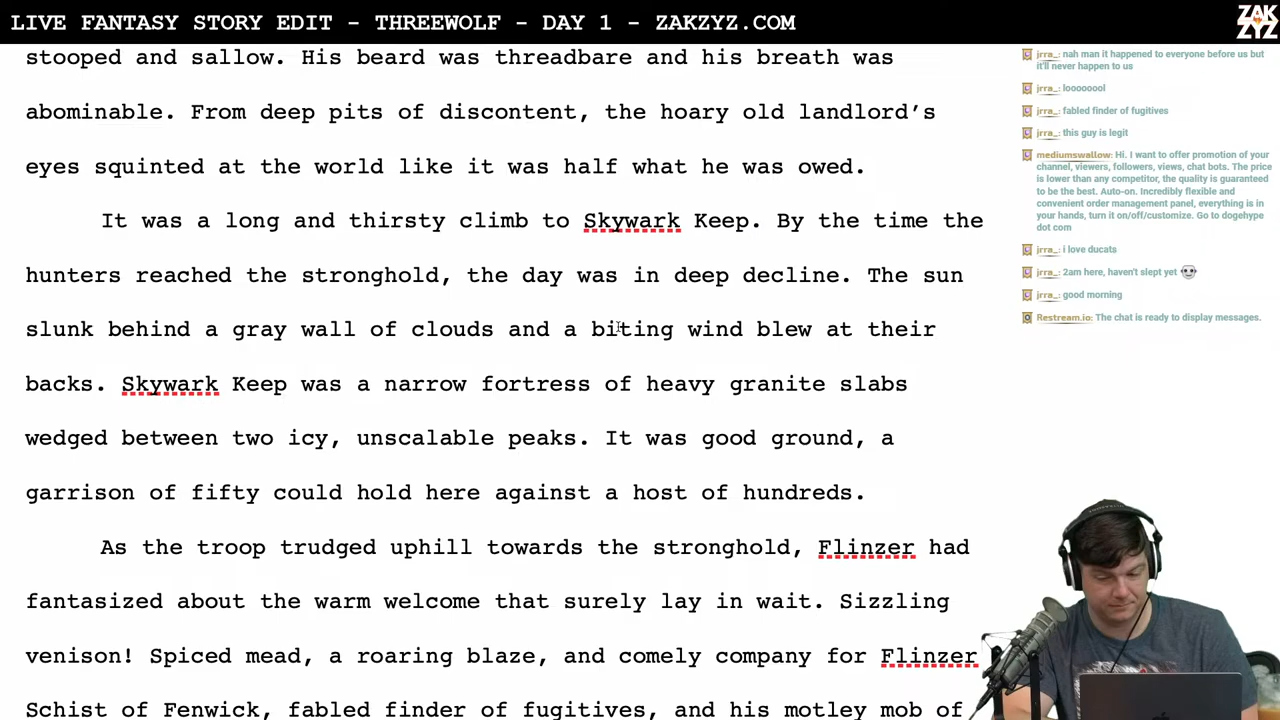 LIVE FANTASY STORY EDIT - THREEWOLF - DAY 1 - ZAKZYZ.COM
ZAK
ZYZ
stooped and sallow. His beard was threadbare and his breath was
abominable. From deep pits of discontent, the hoary old landlord’s
eyes squinted at the world like it was half what he was owed.
It was a long and thirsty climb to Skywark Keep. By the time the
hunters reached the stronghold, the day was in deep decline. The sun
slunk behind a gray wall of clouds and a biting wind blew at their
backs. Skywark Keep was a narrow fortress of heavy granite slabs
wedged between two icy, unscalable peaks. It was good ground, a
garrison of fifty could hold here against a host of hundreds.
As the troop trudged uphill towards the stronghold, Flinzer had
fantasized about the warm welcome that surely lay in wait. Sizzling
venison! Spiced mead, a roaring blaze, and comely company for Flinzer
Schist of Fenwick, fabled finder of fugitives, and his motley mob of
jrra_: nah man it happened to everyone before us but
it'll never happen to us
jrra_: loooooool
jrra_: fabled finder of fugitives
jrra_: this guy is legit
mediumswallow: Hi. I want to offer promotion of your
channel, viewers, followers, views, chat bots. The price
is lower than any competitor, the quality is guaranteed
to be the best. Auto-on. Incredibly flexible and
convenient order management panel, everything is in
your hands, turn it on/off/customize. Go to dogehype
dot com
jrra_: i love ducats
jrra_: 2am here, haven't slept yet
jrra_: good morning
Restream.io: The chat is ready to display messages.